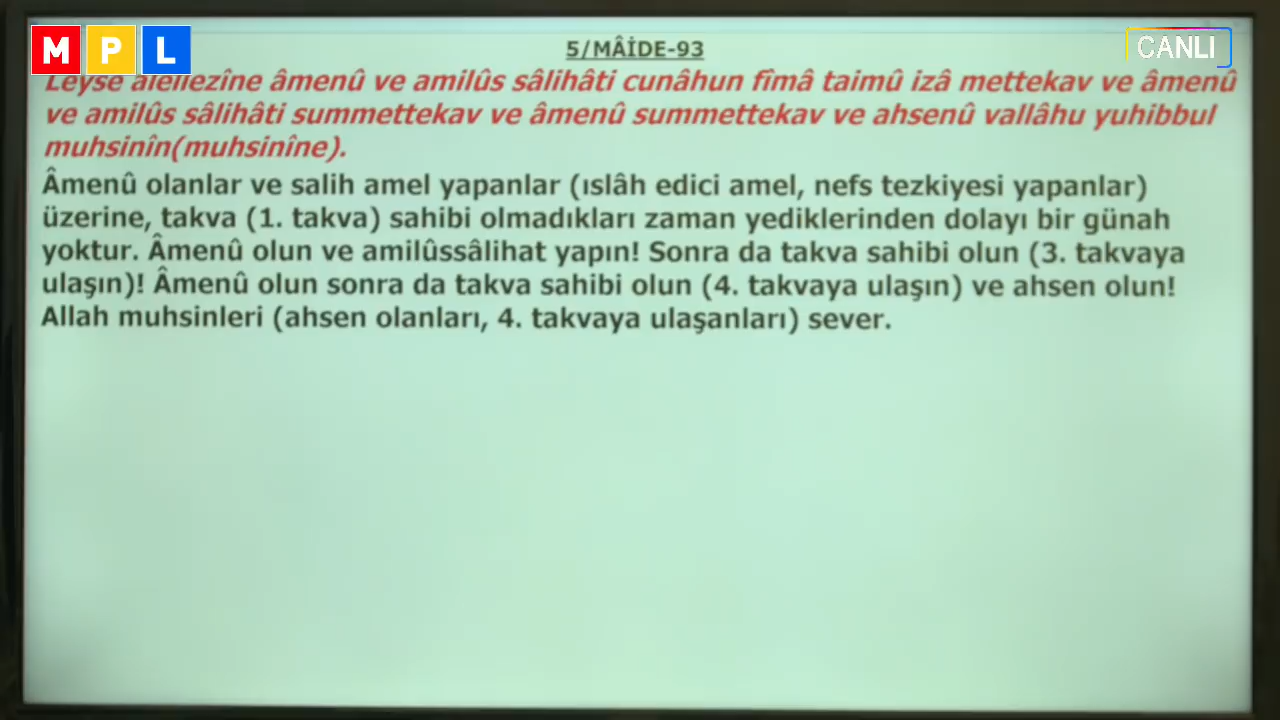 MPL
CANLI
5/MÂİDE-93
Leyse alellezîne âmenû ve amilûs sâlihâti cunâhun fîmâ taimû izâ mettekav ve âmenû
ve amilûs sâlihâti summettekav ve âmenû summettekav ve ahsenû vallâhu yuhibbul
muhsinîn(muhsinîne).
Âmenû olanlar ve salih amel yapanlar (ıslâh edici amel, nefs tezkiyesi yapanlar)
üzerine, takva (1. takva) sahibi olmadıkları zaman yediklerinden dolayı bir günah
yoktur. Âmenû olun ve amilûssâlihat yapın! Sonra da takva sahibi olun (3. takvaya
ulaşın)! Âmenû olun sonra da takva sahibi olun (4. takvaya ulaşın) ve ahsen olun!
Allah muhsinleri (ahsen olanları, 4. takvaya ulaşanları) sever.